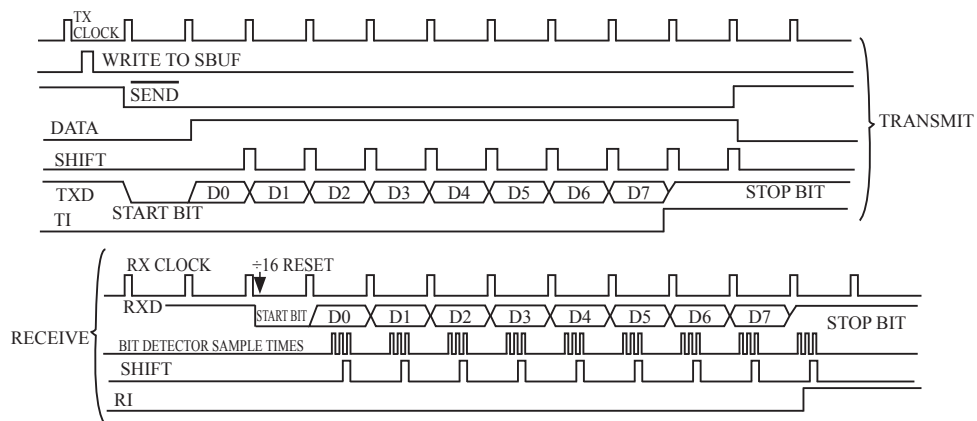 TX
CLOCK
WRITE TO SBUF
SEND
DATA
TRANSMIT
SHIFT
TXD
START BIT
D0 D1 D2 D3 D4 D5 D6 D7
STOP BIT
TI
RX CLOCK
÷16 RESET
RXD
START BIT
D0 D1 D2 D3 D4 D5 D6 D7
STOP BIT
RECEIVE
BIT DETECTOR SAMPLE TIMES
SHIFT
RI